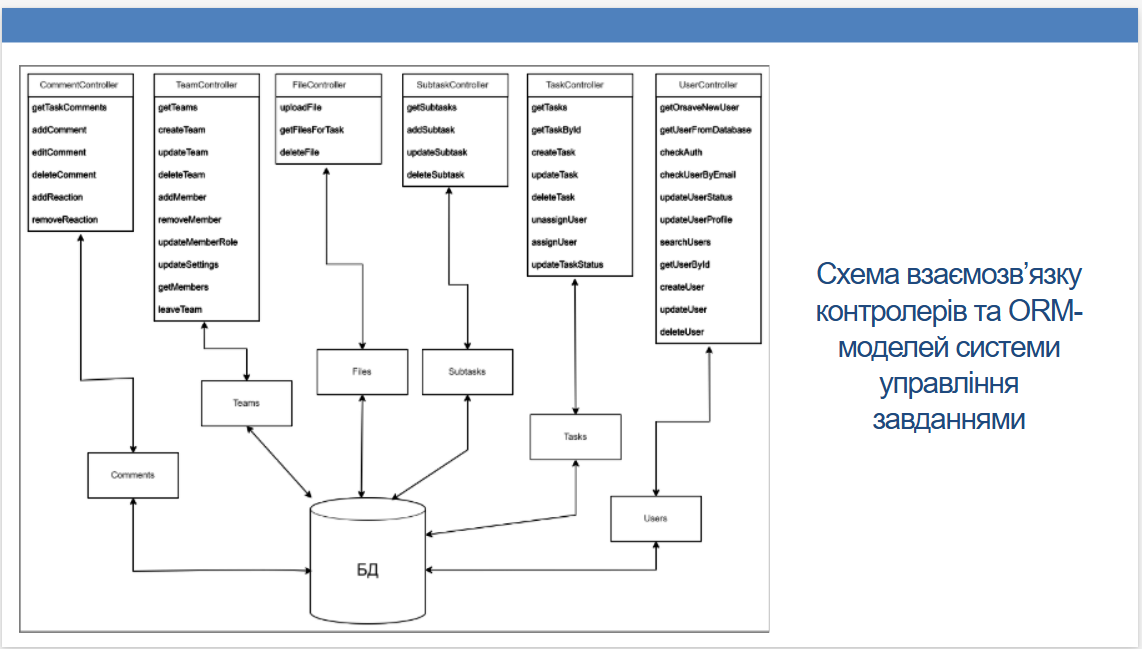 CommentController
getTaskComments
addComment
editComment
deleteComment
addReaction
removeReaction
TeamController
getTeams
createTeam
updateTeam
deleteTeam
addMember
removeMember
updateMemberRole
updateSettings
getMembers
leaveTeam
FileController
uploadFile
getFilesForTask
deleteFile
SubtaskController
getSubtasks
addSubtask
updateSubtask
deleteSubtask
TaskController
getTasks
getTaskById
createTask
updateTask
deleteTask
unassignUser
assignUser
updateTaskStatus
UserController
getOrsaveNewUser
getUserFromDatabase
checkAuth
checkUserByEmail
updateUserStatus
updateUserProfile
searchUsers
getUserById
createUser
updateUser
deleteUser
Comments
Teams
Files
Subtasks
Tasks
Users
БД
Схема взаємозв’язку
контролерів та ORM-
моделей системи
управління
завданнями